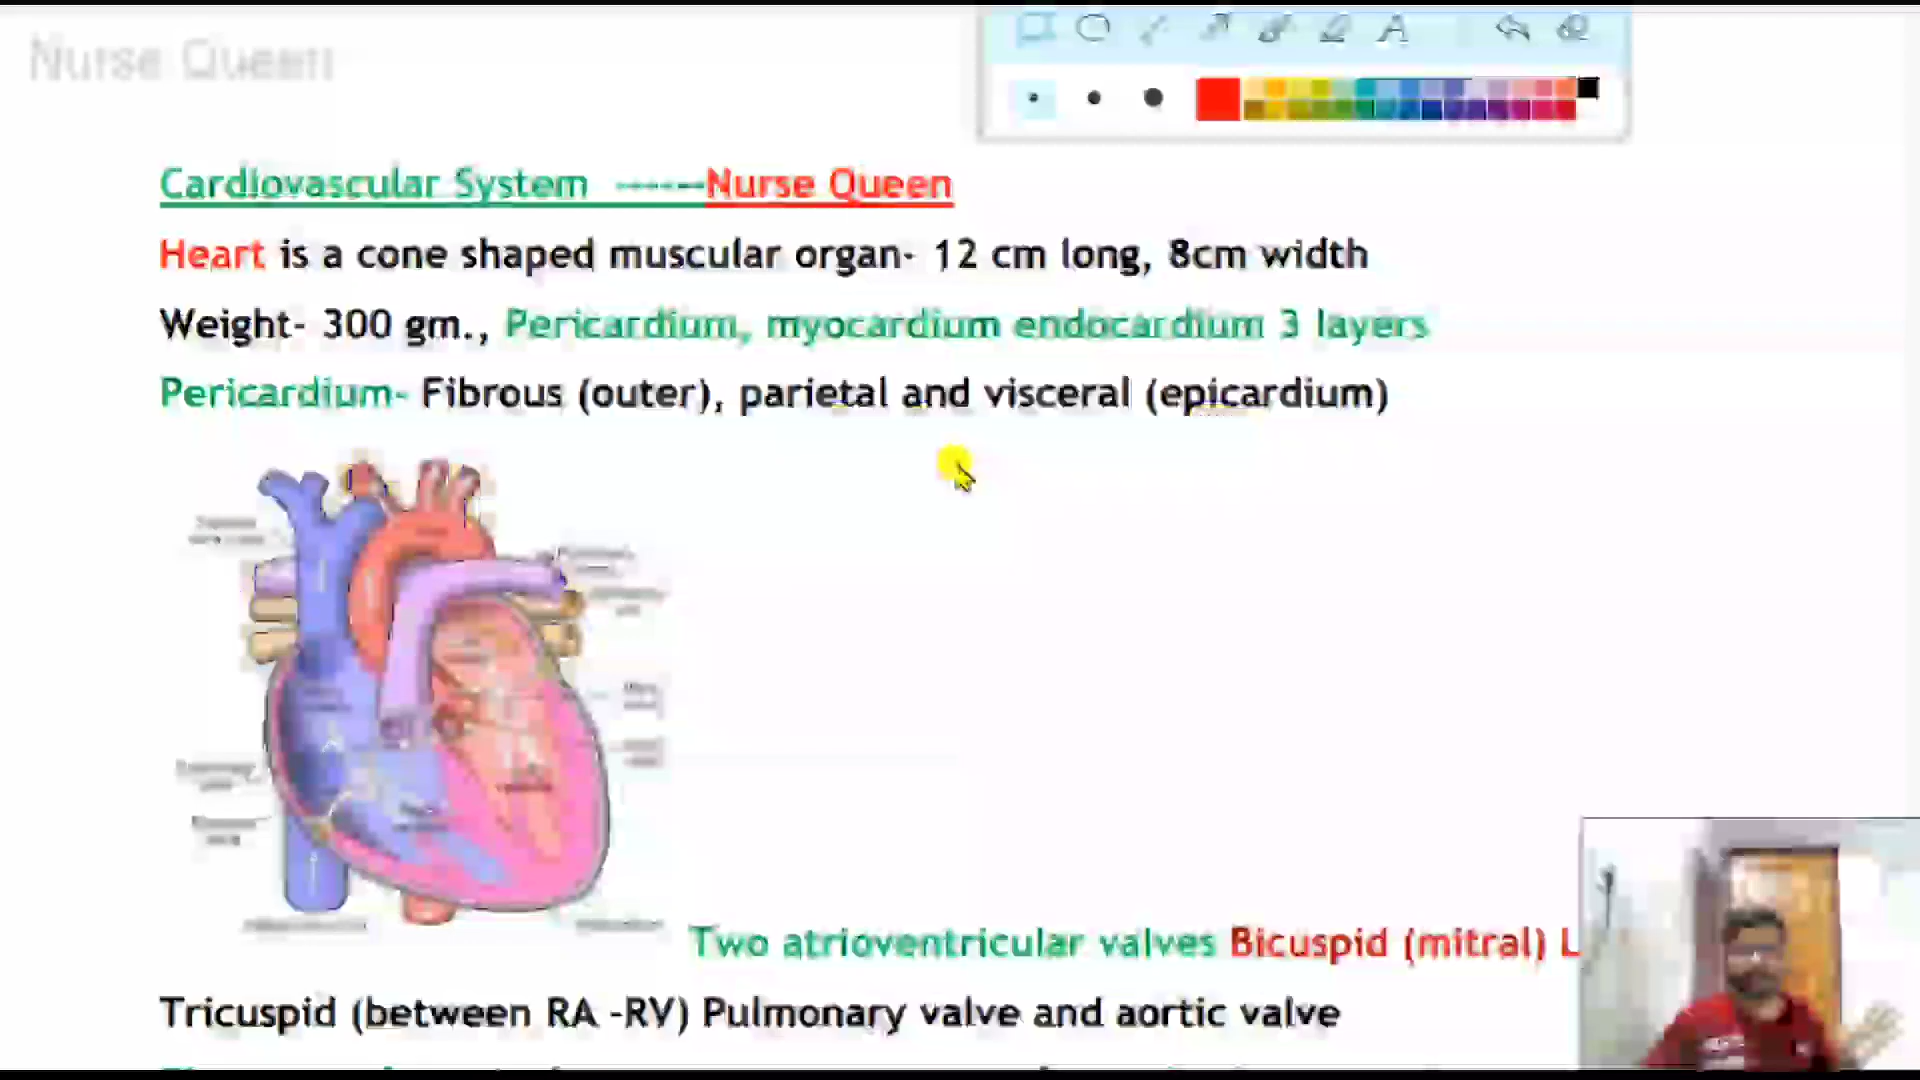 Nurse Queen
A
Cardiovascular System ------Nurse Queen
Heart is a cone shaped muscular organ- 12 cm long, 8cm width
Weight- 300 gm., Pericardium, myocardium endocardium 3 layers
Pericardium- Fibrous (outer), parietal and visceral (epicardium)
Two atrioventricular valves Bicuspid (mitral) L
Tricuspid (between RA -RV) Pulmonary valve and aortic valve